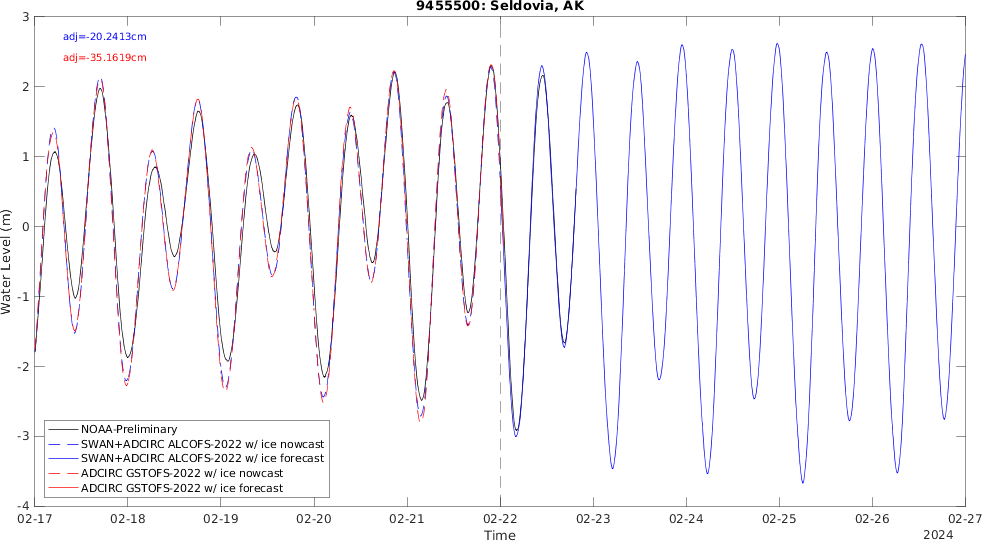 9455500: Seldovia, AK
adj=-20.2413cm
adj=-35.1619cm
3
2
1
0
-1
-2
-3
-4
Water Level (m)
NOAA-Preliminary
SWAN+ADCIRC ALCOFS-2022 w/ ice nowcast
SWAN+ADCIRC ALCOFS-2022 w/ ice forecast
ADCIRC GSTOFS-2022 w/ ice nowcast
ADCIRC GSTOFS-2022 w/ ice forecast
02-17 02-18 02-19 02-20 02-21 02-22 02-23 02-24 02-25 02-26 02-27
Time
2024